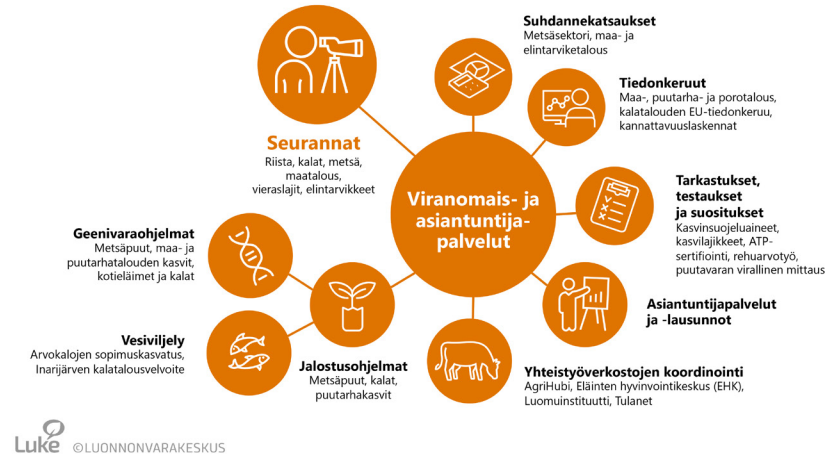 Viranomais- ja
asiantuntija-
palvelut
Seurannat
Riista, kalat, metsä,
maatalous,
vieraslajit, elintarvikkeet
Suhdannekatsaukset
Metsäsektori, maa- ja
elintarviketalous
Tiedonkeruut
Maa-, puutarha- ja porotalous,
kalatalouden EU-tiedonkeruu,
kannattavuuslaskennat
Tarkastukset,
testaukset
ja suositukset
Kasvinsuojeluaineet,
kasvilajikkeet, ATP-
sertifiointi, rehuarvotyö,
puutavaran virallinen mittaus
Asiantuntijapalvelut
ja -lausunnot
Yhteistyöverkostojen koordinointi
AgriHubi, Eläinten hyvinvointikeskus (EHK),
Luomuinstituutti, Tulanet
Jalostusohjelmat
Metsäpuut, kalat,
puutarhakasvit
Geenivaraohjelmat
Metsäpuut, maa- ja
puutarhatalouden kasvit,
kotieläimet ja kalat
Vesiviljely
Arvokalojen sopimuskasvatus,
Inarijärven kalatalousvelvoite
Luke ©LUONNONVARAKESKUS